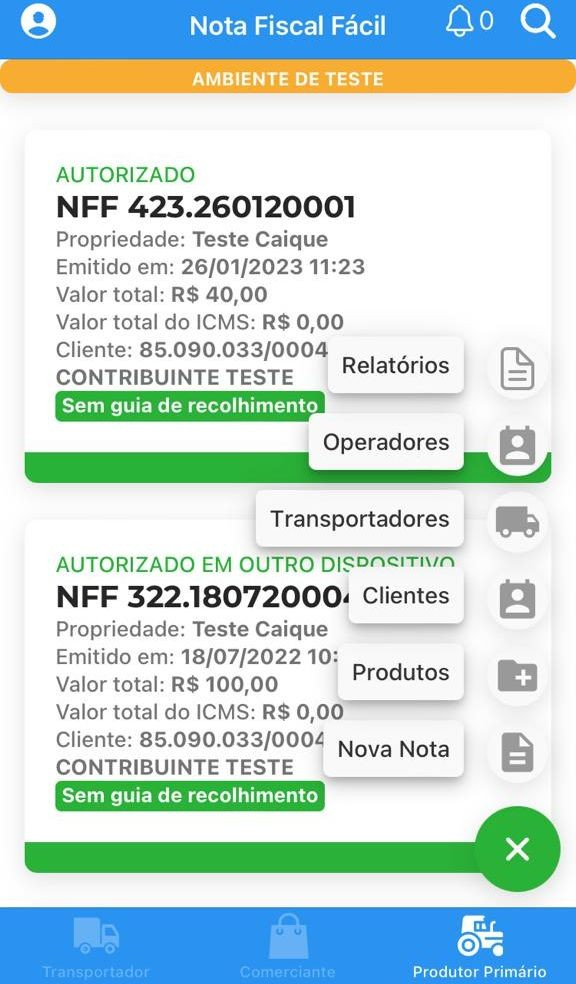 Nota Fiscal Fácil
0
AMBIENTE DE TESTE
AUTORIZADO
NFF 423.260120001
Propriedade: Teste Caique
Emitido em: 26/01/2023 11:23
Valor total: R$ 40,00
Valor total do ICMS: R$ 0,00
Cliente: 85.090.033/0004
CONTRIBUINTE TESTE
Sem guia de recolhimento
Relatórios
Operadores
Transportadores
AUTORIZADO EM OUTRO DISPOSITIVO
NFF 322.18072000
Propriedade: Teste Caique
Emitido em: 18/07/2022 10:
Valor total: R$ 100,00
Valor total do ICMS: R$ 0,00
Cliente: 85.090.033/0004
CONTRIBUINTE TESTE
Sem guia de recolhimento
Clientes
Produtos
Nova Nota
Transportador
Comerciante
Produtor Primário